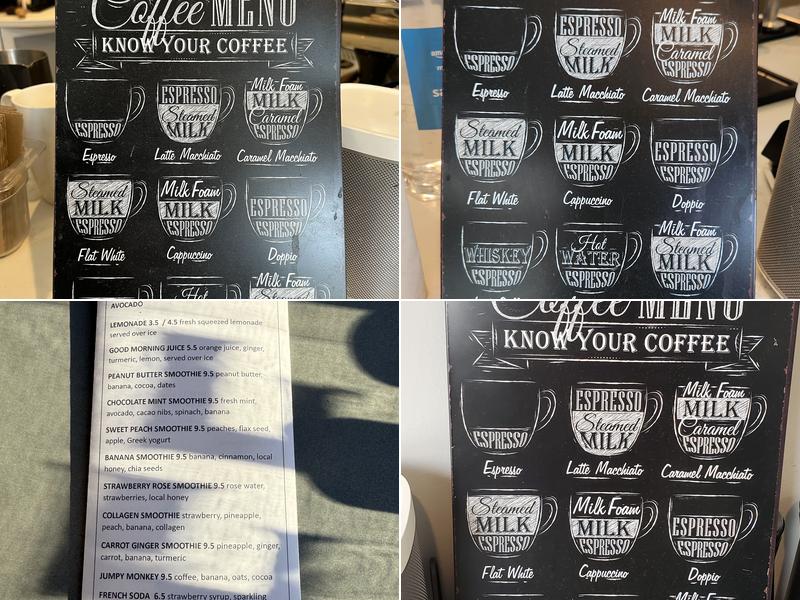 Coffee MENU
KNOW YOUR COFFEE
ESPRESSO
Espresso
ESPRESSO
Steamed
MILK
Latte Macchiato
Milk Foam
MILK
Caramel
ESPRESSO
Caramel Macchiato
Steamed
MILK
ESPRESSO
Flat White
Milk Foam
MILK
ESPRESSO
Cappuccino
ESPRESSO
Doppio
Hot
Milk Foam
ESPRESSO
Espresso
ESPRESSO
Steamed
MILK
Latte Macchiato
Milk Foam
MILK
Caramel
ESPRESSO
Caramel Macchiato
Steamed
MILK
ESPRESSO
Flat White
Milk Foam
MILK
ESPRESSO
Cappuccino
ESPRESSO
Doppio
WHISKEY
ESPRESSO
Hot
WATER
ESPRESSO
Milk Foam
Steamed
MILK
ESPRESSO
AVOCADO
LEMONADE 3.5 / 4.5 fresh squeezed lemonade
served over ice
GOOD MORNING JUICE 5.5 orange juice, ginger,
turmeric, lemon, served over ice
PEANUT BUTTER SMOOTHIE 9.5 peanut butter,
banana, cocoa, dates
CHOCOLATE MINT SMOOTHIE 9.5 fresh mint,
avocado, cacao nibs, spinach, banana
SWEET PEACH SMOOTHIE 9.5 peaches, flax seed,
apple, Greek yogurt
BANANA SMOOTHIE 9.5 banana, cinnamon, local
honey, chia seeds
STRAWBERRY ROSE SMOOTHIE 9.5 rose water,
strawberries, local honey
COLLAGEN SMOOTHIE strawberry, pineapple,
peach, banana, collagen
CARROT GINGER SMOOTHIE 9.5 pineapple, ginger,
carrot, banana, turmeric
JUMPY MONKEY 9.5 coffee, banana, oats, cocoa
FRENCH SODA 6.5 strawberry syrup, sparkling
Coffee MENU
KNOW YOUR COFFEE
ESPRESSO
Espresso
ESPRESSO
Steamed
MILK
Latte Macchiato
Milk Foam
MILK
Caramel
ESPRESSO
Caramel Macchiato
Steamed
MILK
ESPRESSO
Flat White
Milk Foam
MILK
ESPRESSO
Cappuccino
ESPRESSO
Doppio